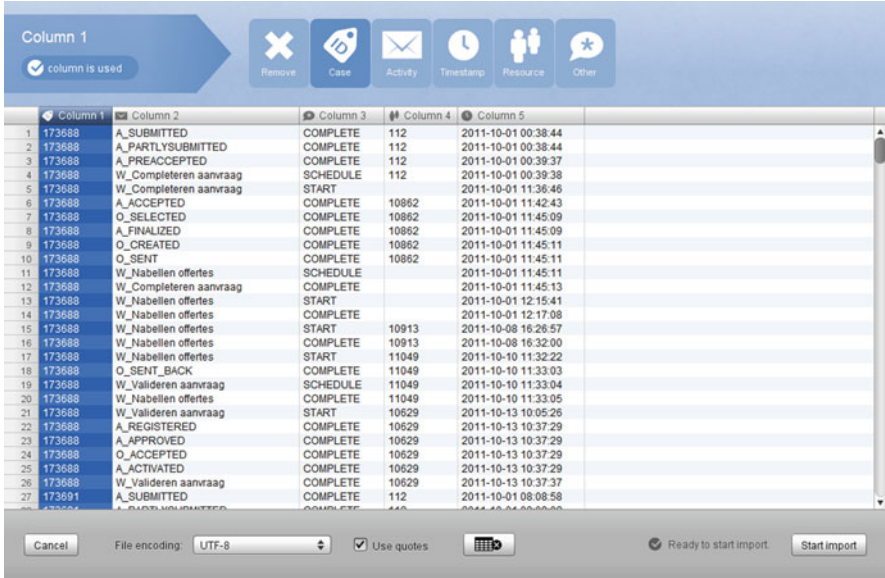 Column 1
column is used
Remove Case Activity Timestamp Resource Other
Column 1 Column 2 Column 3 Column 4 Column 5
1 173688 A_SUBMITTED COMPLETE 112 2011-10-01 00:38:44
2 173688 A_PARTLYSUBMITTED COMPLETE 112 2011-10-01 00:38:44
3 173688 A_PREACCEPTED COMPLETE 112 2011-10-01 00:39:37
4 173688 W_Completeren aanvraag SCHEDULE 112 2011-10-01 00:39:38
5 173688 W_Completeren aanvraag START 2011-10-01 11:36:46
6 173688 A_ACCEPTED COMPLETE 10862 2011-10-01 11:42:43
7 173688 O_SELECTED COMPLETE 10862 2011-10-01 11:45:09
8 173688 A_FINALIZED COMPLETE 10862 2011-10-01 11:45:09
9 173688 O_CREATED COMPLETE 10862 2011-10-01 11:45:11
10 173688 O_SENT COMPLETE 10862 2011-10-01 11:45:11
11 173688 W_Nabellen offertes SCHEDULE 2011-10-01 11:45:11
12 173688 W_Completeren aanvraag COMPLETE 2011-10-01 11:45:13
13 173688 W_Nabellen offertes START 2011-10-01 12:15:41
14 173688 W_Nabellen offertes COMPLETE 2011-10-01 12:17:08
15 173688 W_Nabellen offertes START 10913 2011-10-08 16:26:57
16 173688 W_Nabellen offertes COMPLETE 10913 2011-10-08 16:32:00
17 173688 W_Nabellen offertes START 11049 2011-10-10 11:32:22
18 173688 O_SENT_BACK COMPLETE 11049 2011-10-10 11:33:03
19 173688 W_Valideren aanvraag SCHEDULE 11049 2011-10-10 11:33:04
20 173688 W_Nabellen offertes COMPLETE 11049 2011-10-10 11:33:05
21 173688 W_Valideren aanvraag START 10629 2011-10-13 10:05:26
22 173688 A_REGISTERED COMPLETE 10629 2011-10-13 10:37:29
23 173688 A_APPROVED COMPLETE 10629 2011-10-13 10:37:29
24 173688 O_ACCEPTED COMPLETE 10629 2011-10-13 10:37:29
25 173688 A_ACTIVATED COMPLETE 10629 2011-10-13 10:37:29
26 173688 W_Valideren aanvraag COMPLETE 10629 2011-10-13 10:37:37
27 173691 A_SUBMITTED COMPLETE 112 2011-10-01 08:08:58
Cancel File encoding: UTF-8 Use quotes Ready to start import. Start import